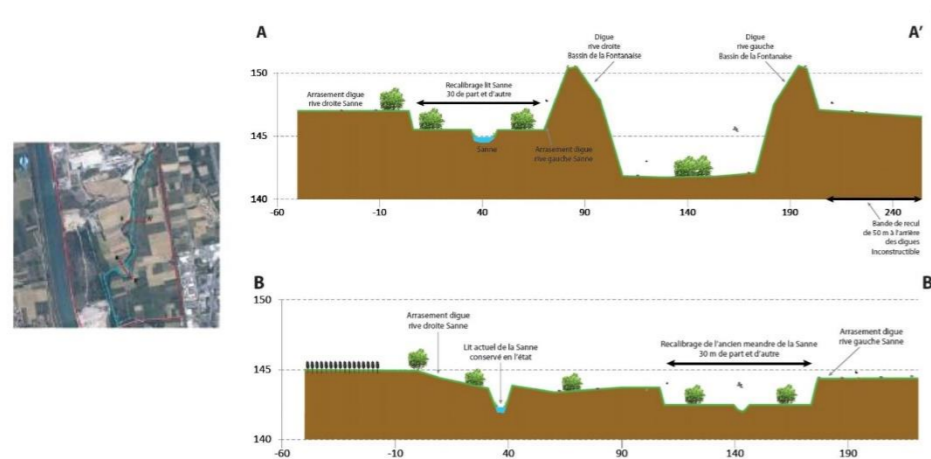 A
A'
Digue
rive droite
Bassin de la Fontanaise
Digue
rive gauche
Bassin de la Fontanaise
150
Recalibrage lit Sanne
30 de part et d'autre
Arrasement digue
rive droite Sanne
145
Sanne
Arrasement digue
rive gauche Sanne
140
-60
-10
40
90
140
190
240
Bande de recul
de 50 m à l'arrière
des digues
Inconstructible
B
B
150
Arrasement digue
rive droite Sanne
Lit actuel de la Sanne
conservé en l'état
Recalibrage de l'ancien meandre de la Sanne
30 m de part et d'autre
Arrasement digue
rive gauche Sanne
145
140
-60
-10
40
90
140
190